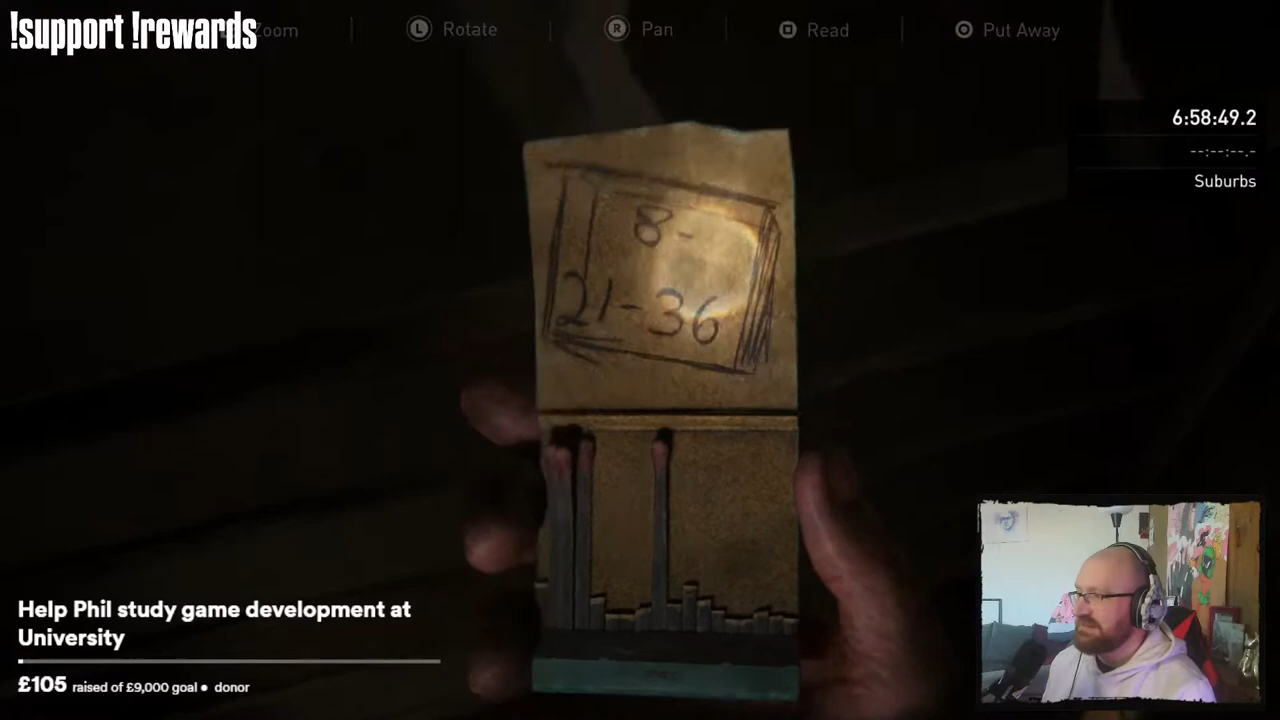 !support !rewards
Zoom
L Rotate
R Pan
Read
Put Away
6:58:49.2
--:--:--.-
Suburbs
8-
21-36
Help Phil study game development at
University
£105 raised of £9,000 goal • donor